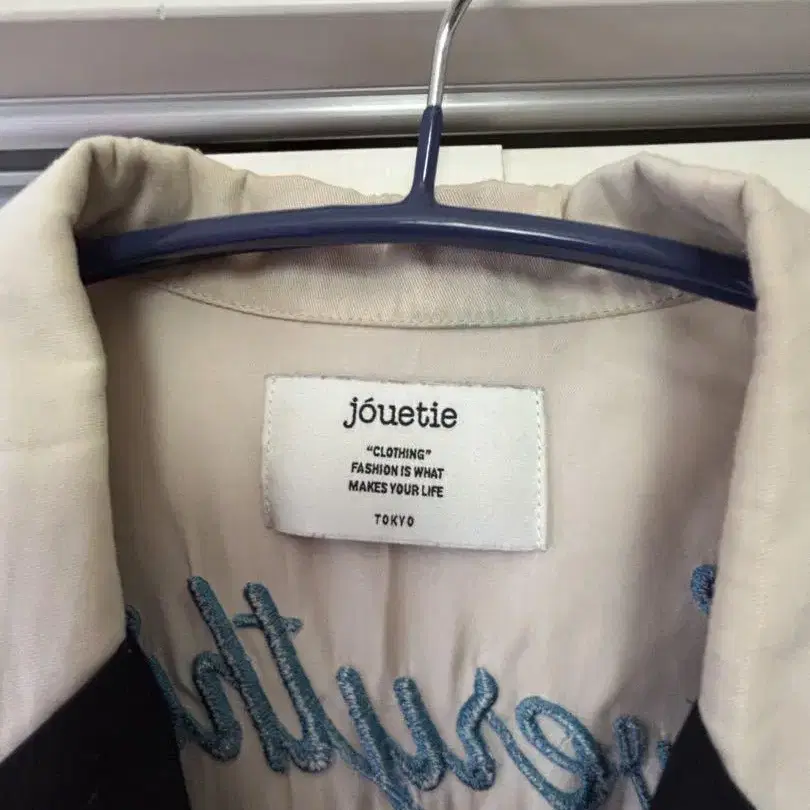 jóuetie
"CLOTHING"
FASHION IS WHAT
MAKES YOUR LIFE
TOKYO